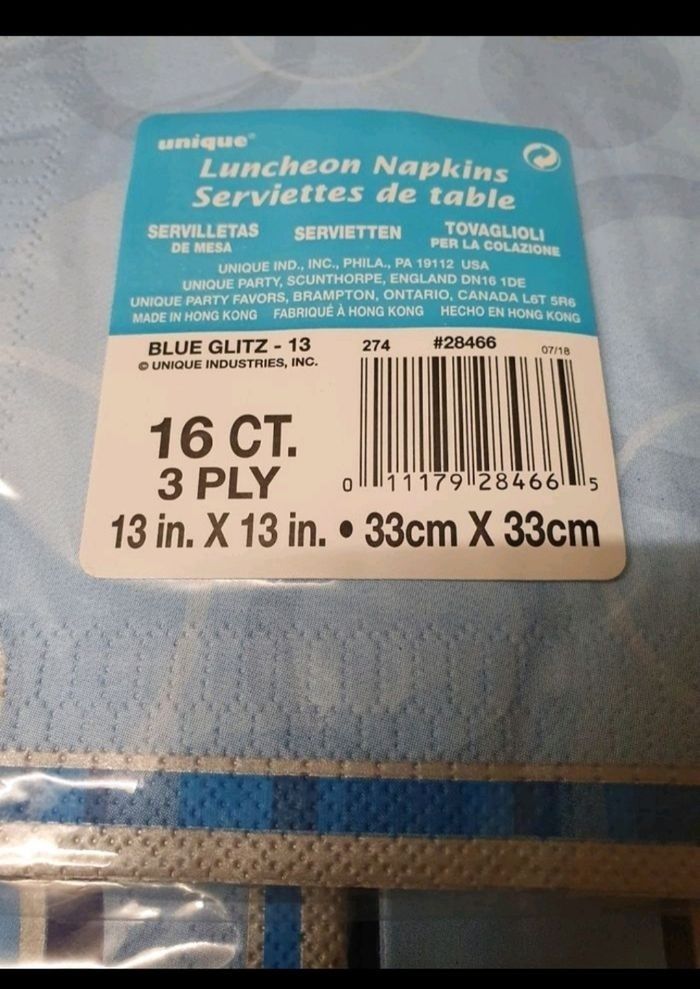 unique®
Luncheon Napkins
Serviettes de table
SERVILLETAS DE MESA
SERVIETTEN
TOVAGLIOLI PER LA COLAZIONE
UNIQUE IND., INC., PHILA., PA 19112 USA
UNIQUE PARTY, SCUNTHORPE, ENGLAND DN16 1DE
UNIQUE PARTY FAVORS, BRAMPTON, ONTARIO, CANADA L6T 5R6
MADE IN HONG KONG FABRIQUÉ À HONG KONG HECHO EN HONG KONG
BLUE GLITZ - 13 274 #28466 07/18
© UNIQUE INDUSTRIES, INC.
16 CT.
3 PLY
0 11179 28466 5
13 in. X 13 in. • 33cm X 33cm